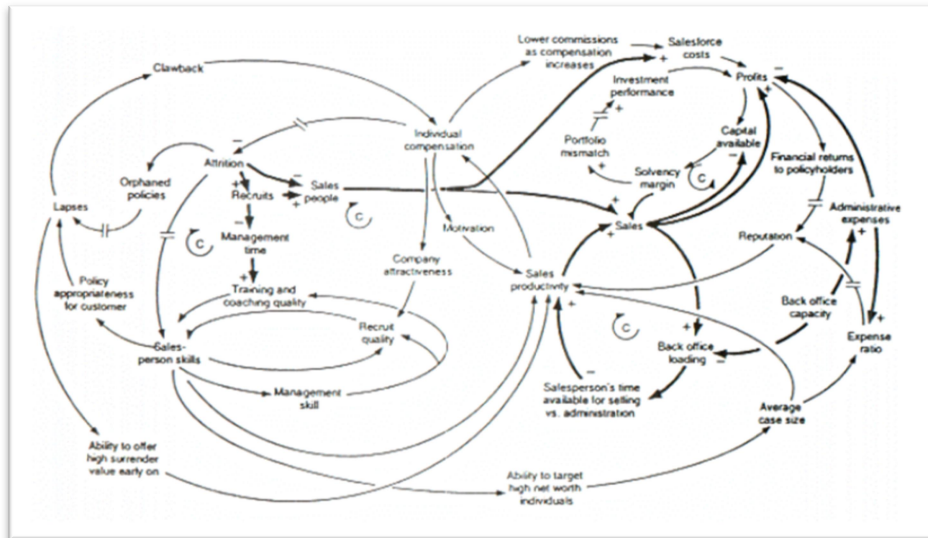 Lower commissions
as compensation
increases
Salesforce
costs
Clawback
Profits
Investment
performance
Individual
compensation
Capital
available
Portfolio
mismatch
Attrition
Financial returns
to policyholders
Solvency
margin
C
Orphaned
policies
Recruits
Sales
people
Lapses
C
Administrative
expenses
Sales
Motivation
C
Management
time
Reputation
Company
attractiveness
Sales
productivity
Policy
appropriateness
for customer
Training and
coaching quality
Back office
capacity
Recruit
quality
C
Expense
ratio
Sales-
person skills
Back office
loading
Management
skill
Salesperson's time
available for selling
vs. administration
Average
case size
Ability to offer
high surrender
value early on
Ability to target
high net worth
individuals